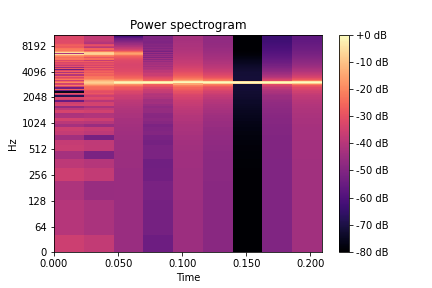 Power spectrogram
Hz
8192
4096
2048
1024
512
256
128
64
0
0.000 0.050 0.100 0.150 0.200
Time
+0 dB
-10 dB
-20 dB
-30 dB
-40 dB
-50 dB
-60 dB
-70 dB
-80 dB